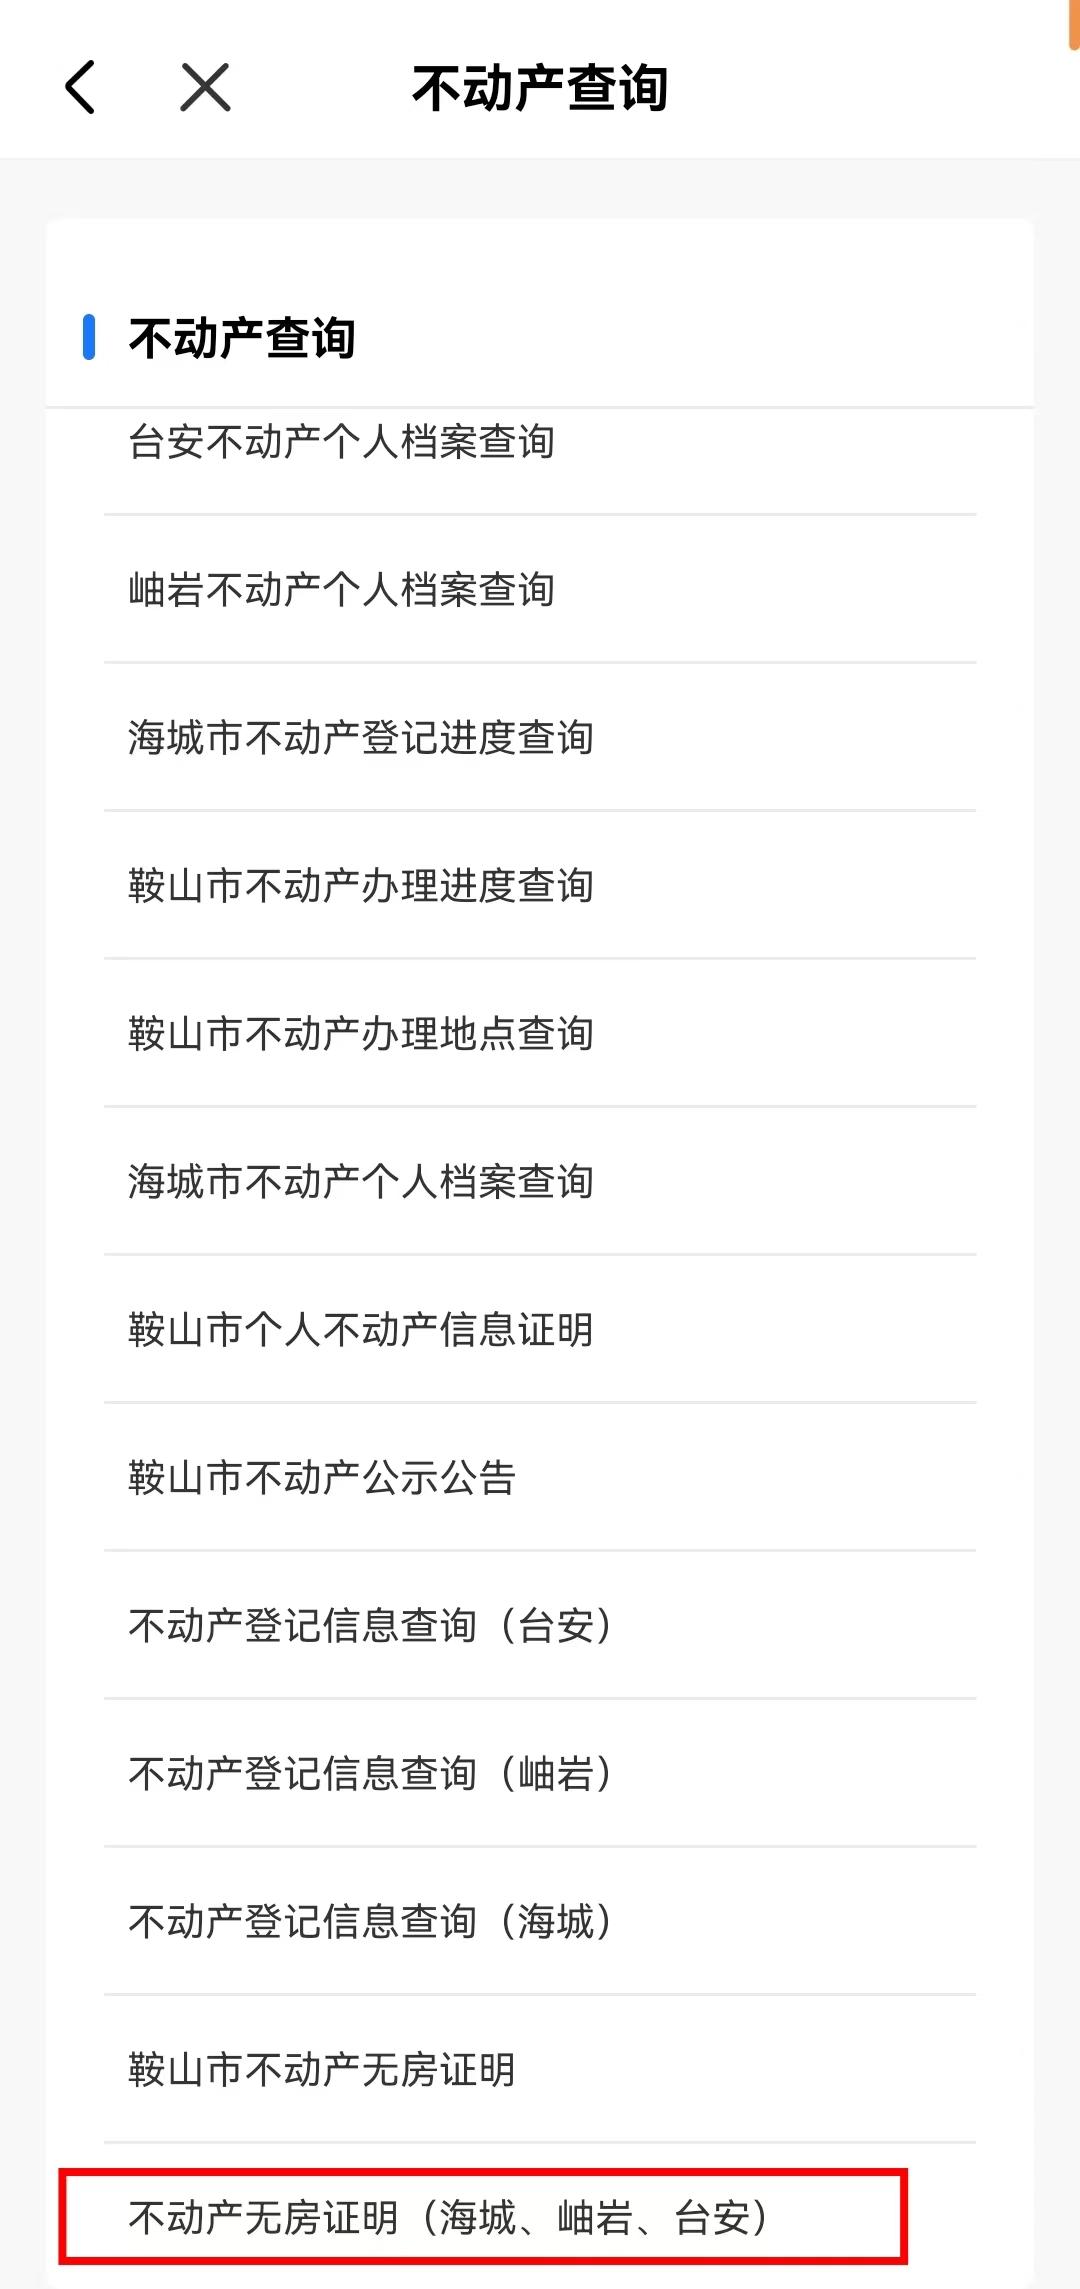 不动产查询
不动产查询
台安不动产个人档案查询
岫岩不动产个人档案查询
海城市不动产登记进度查询
鞍山市不动产办理进度查询
鞍山市不动产办理地点查询
海城市不动产个人档案查询
鞍山市个人不动产信息证明
鞍山市不动产公示公告
不动产登记信息查询（台安）
不动产登记信息查询（岫岩）
不动产登记信息查询（海城）
鞍山市不动产无房证明
不动产无房证明（海城、岫岩、台安）